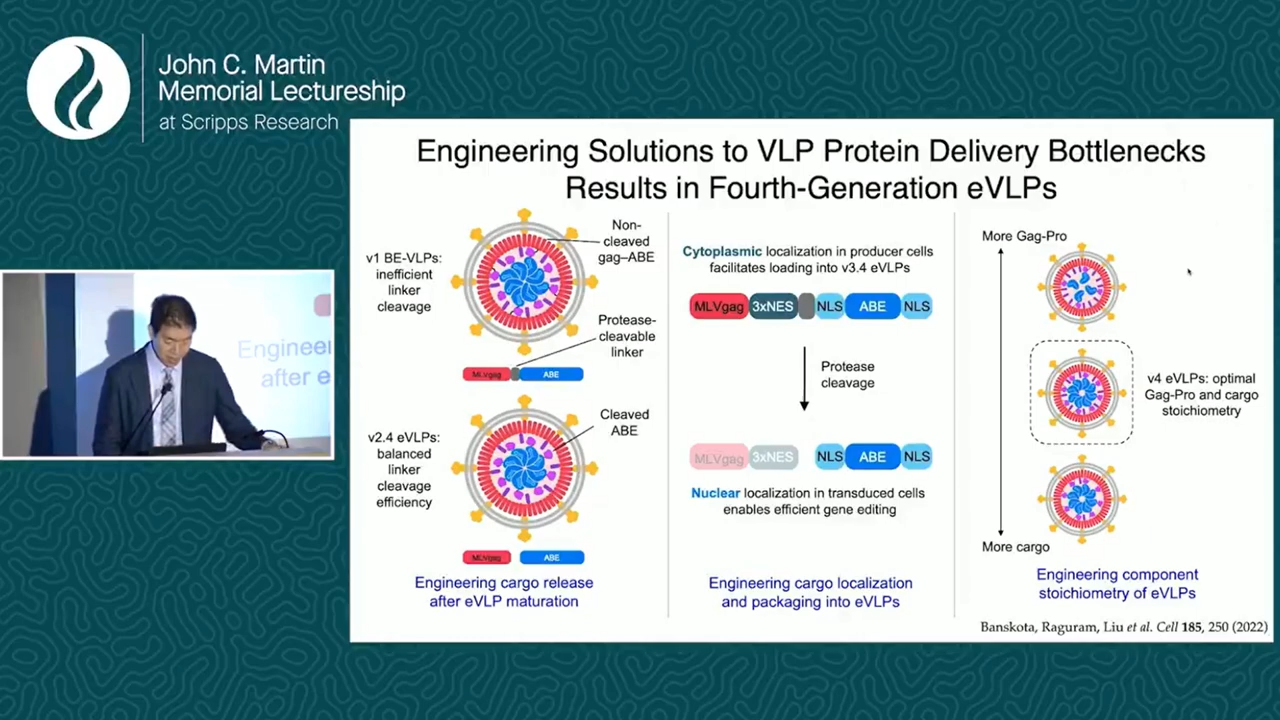 John C. Martin
Memorial Lectureship
at Scripps Research
Engineering Solutions to VLP Protein Delivery Bottlenecks
Results in Fourth-Generation eVLPs
v1 BE-VLPs:
inefficient
linker
cleavage
Non-
cleaved
gag–ABE
Protease-
cleavable
linker
MLVgag
ABE
v2.4 eVLPs:
balanced
linker
cleavage
efficiency
Cleaved
ABE
MLVgag
ABE
Engineering cargo release
after eVLP maturation
Cytoplasmic localization in producer cells
facilitates loading into v3.4 eVLPs
MLVgag 3xNES NLS ABE NLS
Protease
cleavage
MLVgag 3xNES NLS ABE NLS
Nuclear localization in transduced cells
enables efficient gene editing
Engineering cargo localization
and packaging into eVLPs
More Gag-Pro
v4 eVLPs: optimal
Gag-Pro and cargo
stoichiometry
More cargo
Engineering component
stoichiometry of eVLPs
Banskota, Raguram, Liu et al. Cell 185, 250 (2022)
Engineer
after e